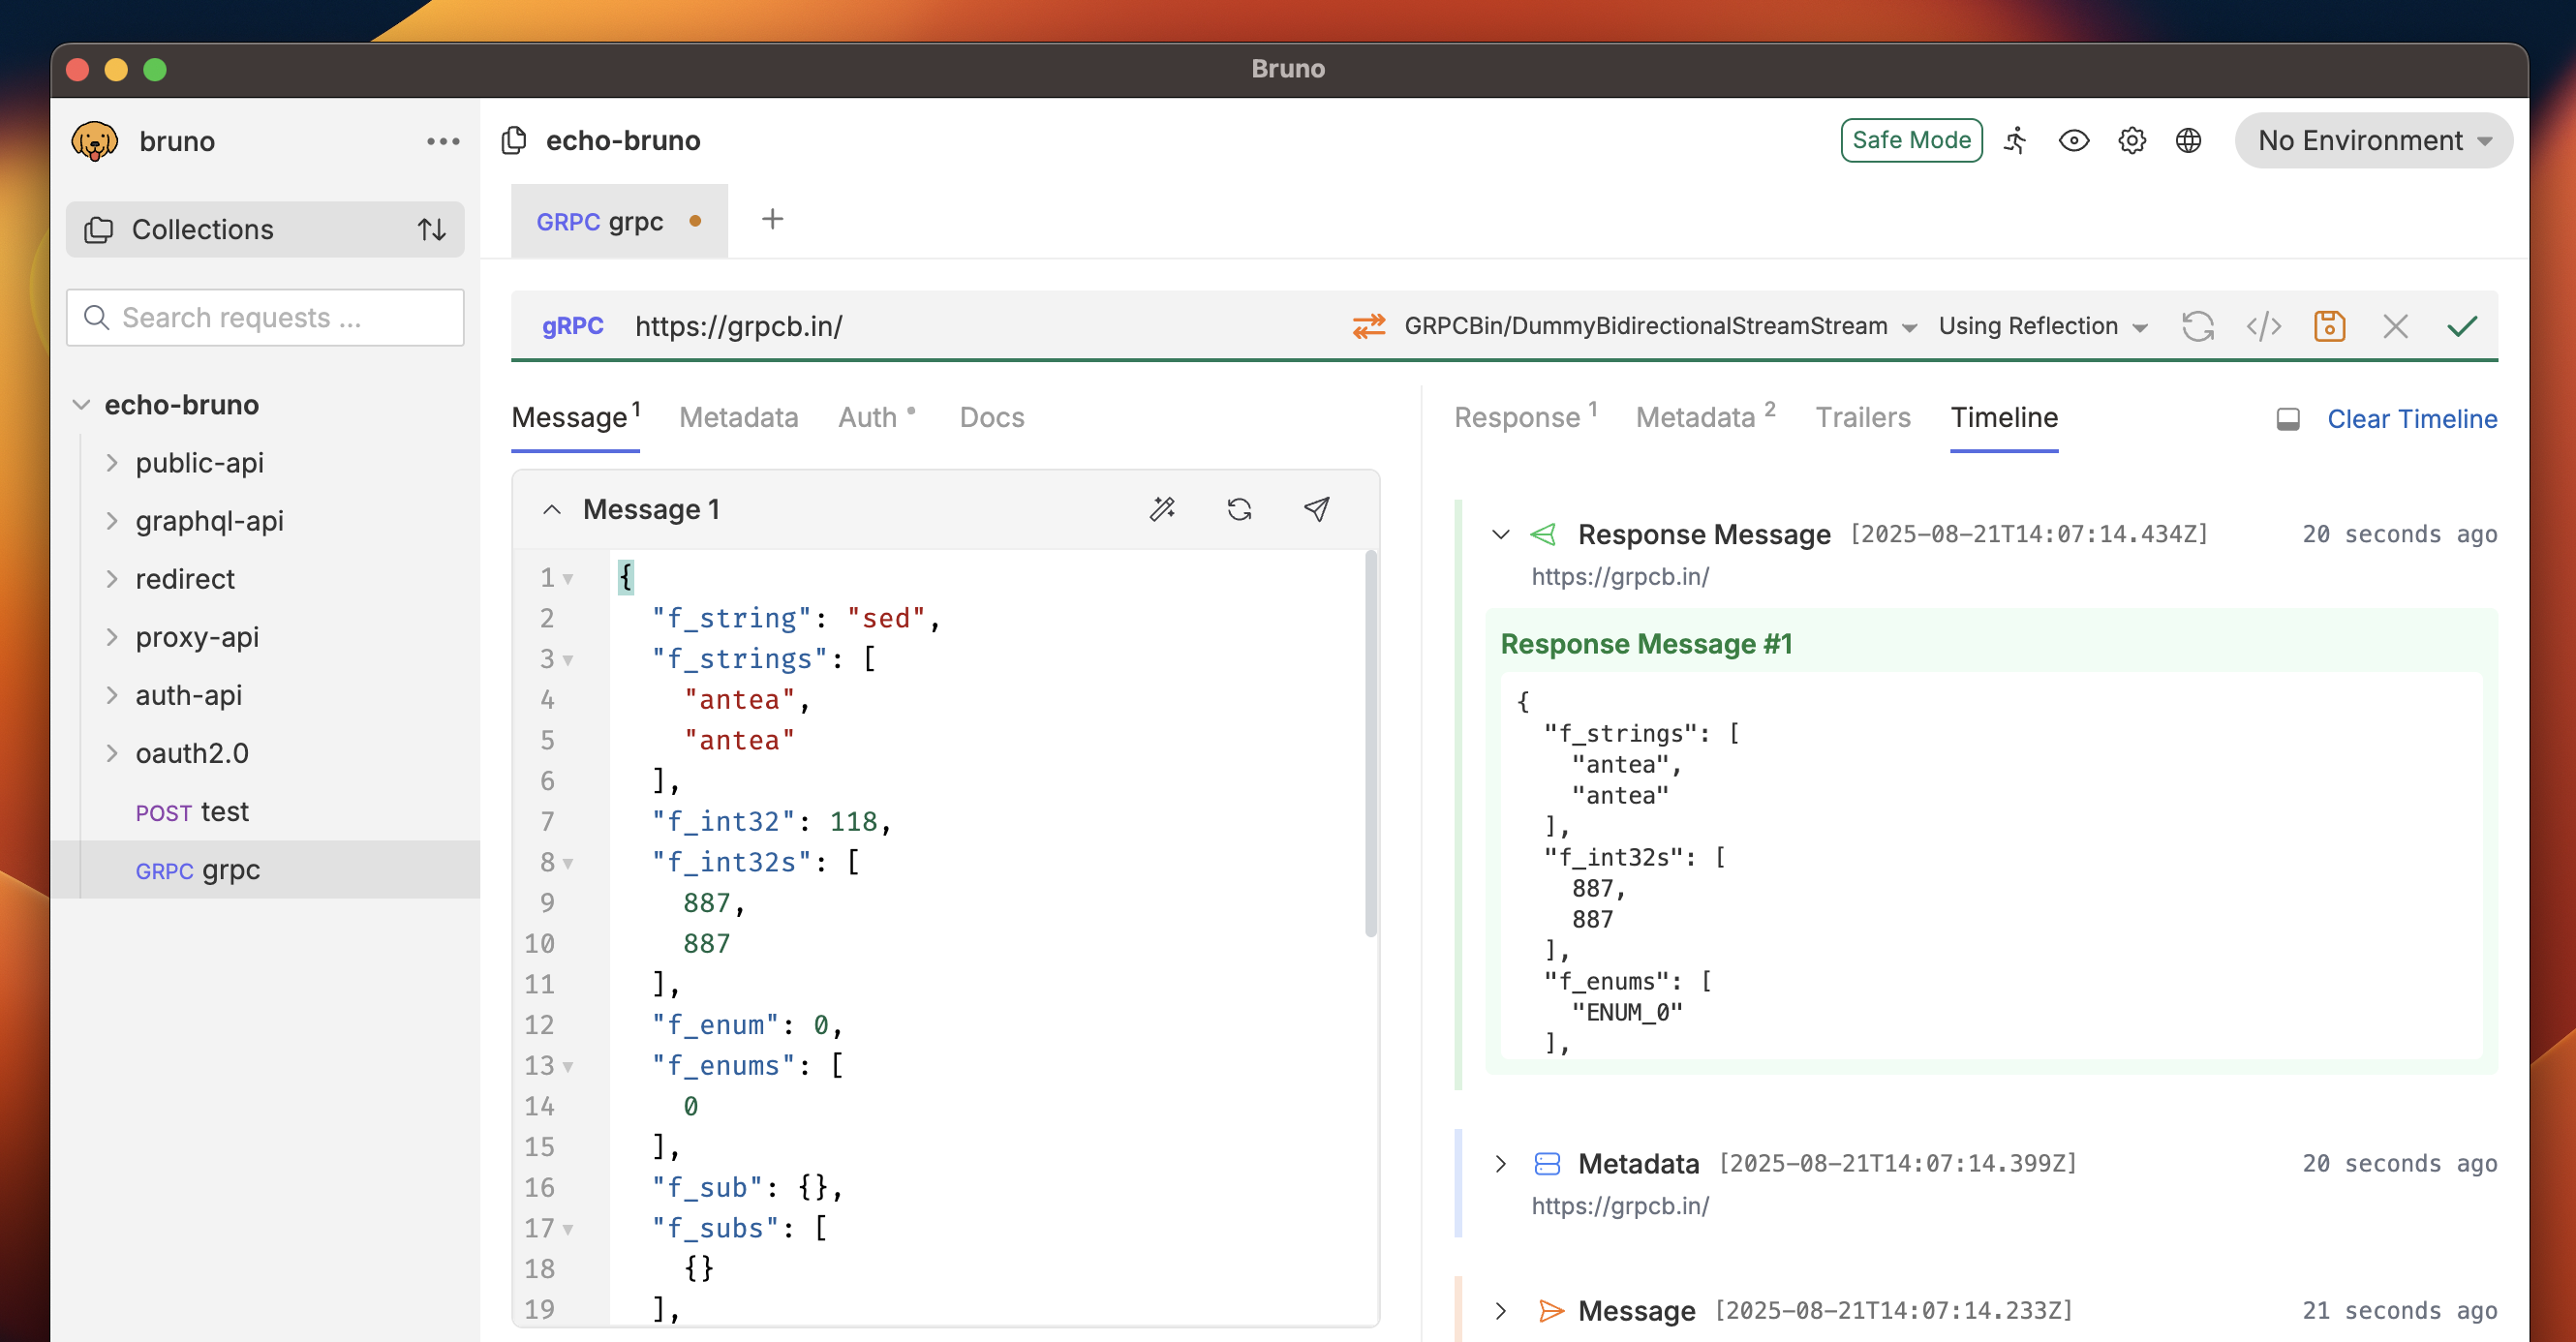 Bruno
bruno
Collections
Search requests ...
echo-bruno
public-api
graphql-api
redirect
proxy-api
auth-api
oauth2.0
POST test
GRPC grpc
echo-bruno
Safe Mode
No Environment
GRPC grpc
gRPC https://grpcb.in/
GRPCBin/DummyBidirectionalStreamStream
Using Reflection
Message 1
Metadata
Auth
Docs
Message 1
1 {
2 "f_string": "sed",
3 "f_strings": [
4 "antea",
5 "antea"
6 ],
7 "f_int32": 118,
8 "f_int32s": [
9 887,
10 887
11 ],
12 "f_enum": 0,
13 "f_enums": [
14 0
15 ],
16 "f_sub": {},
17 "f_subs": [
18 {}
19 ],
Response 1
Metadata 2
Trailers
Timeline
Clear Timeline
Response Message [2025-08-21T14:07:14.434Z] 20 seconds ago
https://grpcb.in/
Response Message #1
{
"f_strings": [
"antea",
"antea"
],
"f_int32s": [
887,
887
],
"f_enums": [
"ENUM_0"
],
Metadata [2025-08-21T14:07:14.399Z] 20 seconds ago
https://grpcb.in/
Message [2025-08-21T14:07:14.233Z] 21 seconds ago